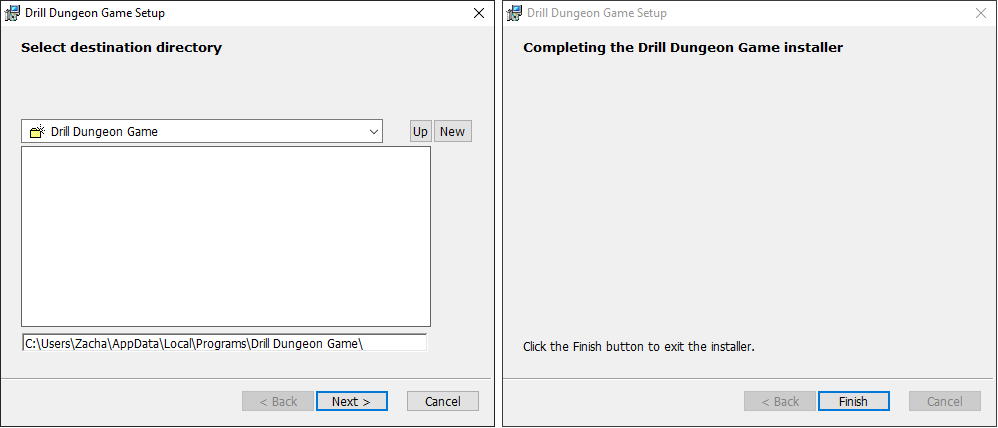 Drill Dungeon Game Setup
Select destination directory
Drill Dungeon Game
Up
New
C:\Users\Zacha\AppData\Local\Programs\Drill Dungeon Game\
< Back
Next >
Cancel
Drill Dungeon Game Setup
Completing the Drill Dungeon Game installer
Click the Finish button to exit the installer.
< Back
Finish
Cancel